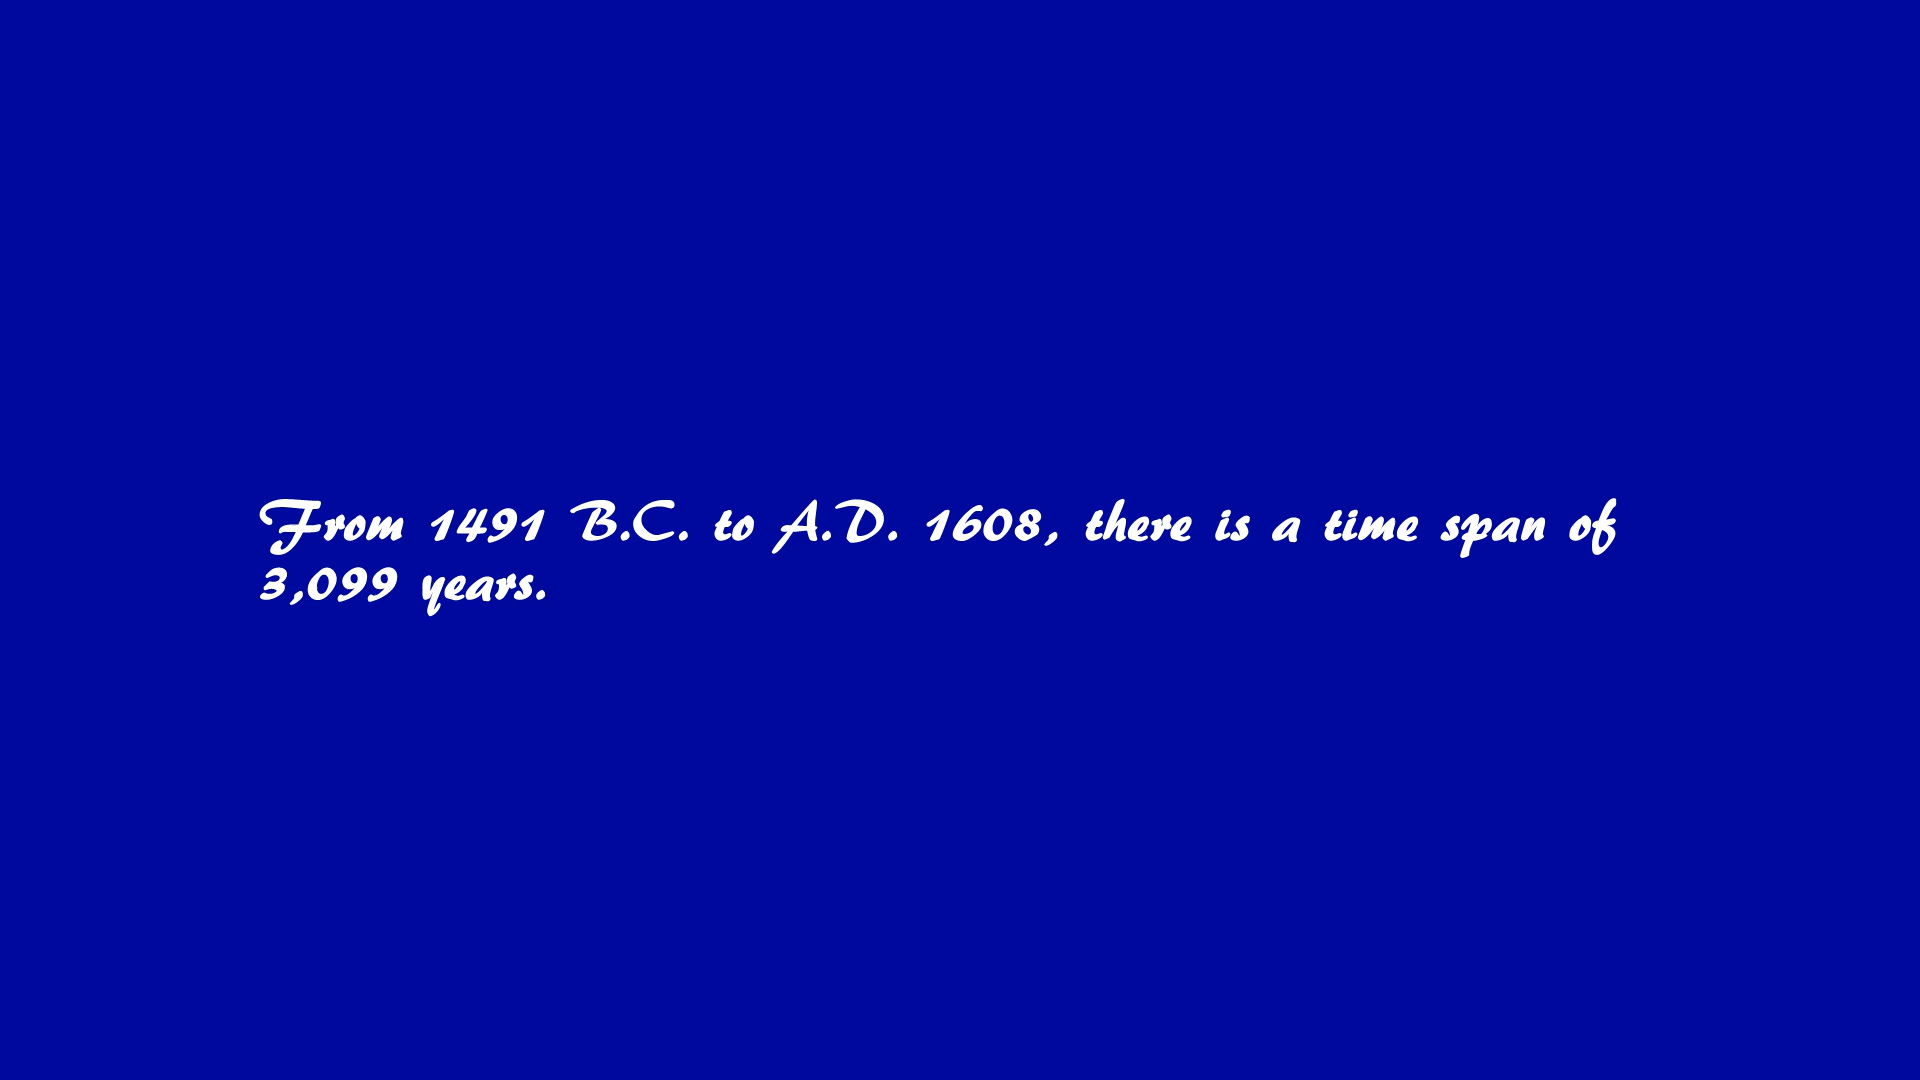 From 1491 B.C. to A.D. 1608, there is a time span of
3,099 years.